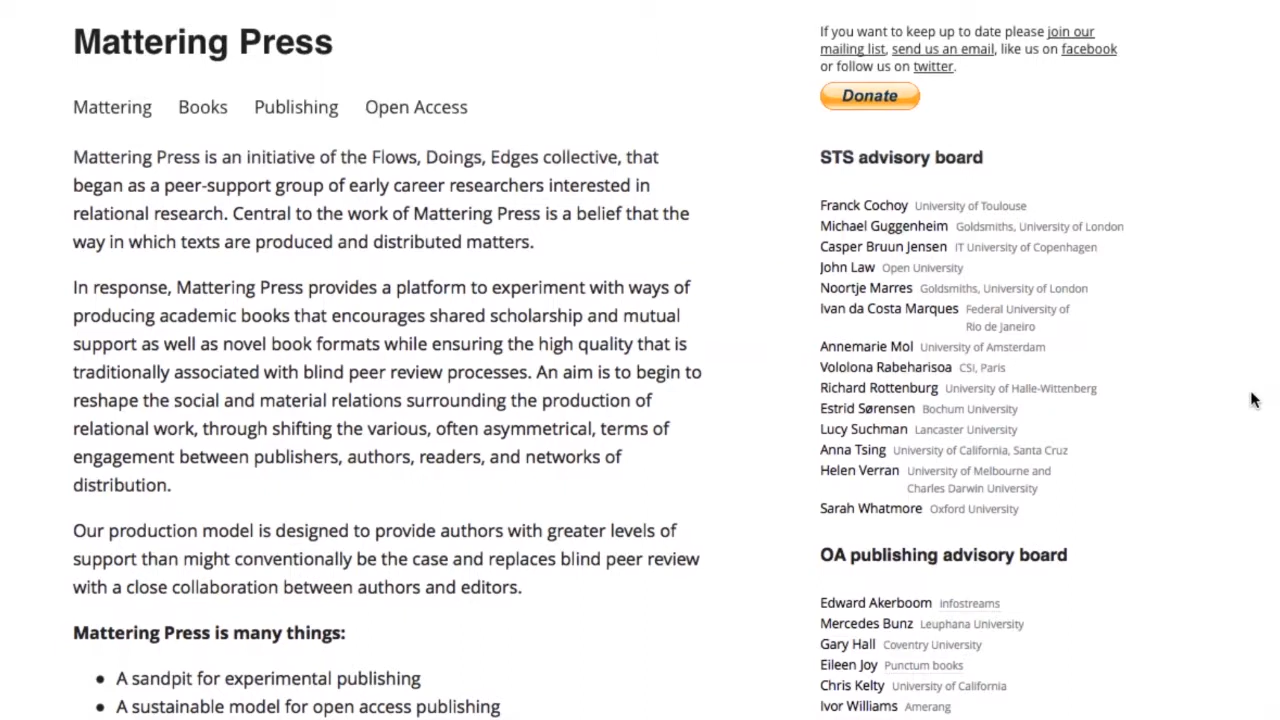 Mattering Press
Mattering Books Publishing Open Access
Mattering Press is an initiative of the Flows, Doings, Edges collective, that
began as a peer-support group of early career researchers interested in
relational research. Central to the work of Mattering Press is a belief that the
way in which texts are produced and distributed matters.
In response, Mattering Press provides a platform to experiment with ways of
producing academic books that encourages shared scholarship and mutual
support as well as novel book formats while ensuring the high quality that is
traditionally associated with blind peer review processes. An aim is to begin to
reshape the social and material relations surrounding the production of
relational work, through shifting the various, often asymmetrical, terms of
engagement between publishers, authors, readers, and networks of
distribution.
Our production model is designed to provide authors with greater levels of
support than might conventionally be the case and replaces blind peer review
with a close collaboration between authors and editors.
Mattering Press is many things:
• A sandpit for experimental publishing
• A sustainable model for open access publishing
If you want to keep up to date please join our
mailing list, send us an email, like us on facebook
or follow us on twitter.
Donate
STS advisory board
Franck Cochoy University of Toulouse
Michael Guggenheim Goldsmiths, University of London
Casper Bruun Jensen IT University of Copenhagen
John Law Open University
Noortje Marres Goldsmiths, University of London
Ivan da Costa Marques Federal University of
Rio de Janeiro
Annemarie Mol University of Amsterdam
Vololona Rabeharisoa CSI, Paris
Richard Rottenburg University of Halle-Wittenberg
Estrid Sørensen Bochum University
Lucy Suchman Lancaster University
Anna Tsing University of California, Santa Cruz
Helen Verran University of Melbourne and
Charles Darwin University
Sarah Whatmore Oxford University
OA publishing advisory board
Edward Akerboom infostreams
Mercedes Bunz Leuphana University
Gary Hall Coventry University
Eileen Joy Punctum books
Chris Kelty University of California
Ivor Williams Amerang